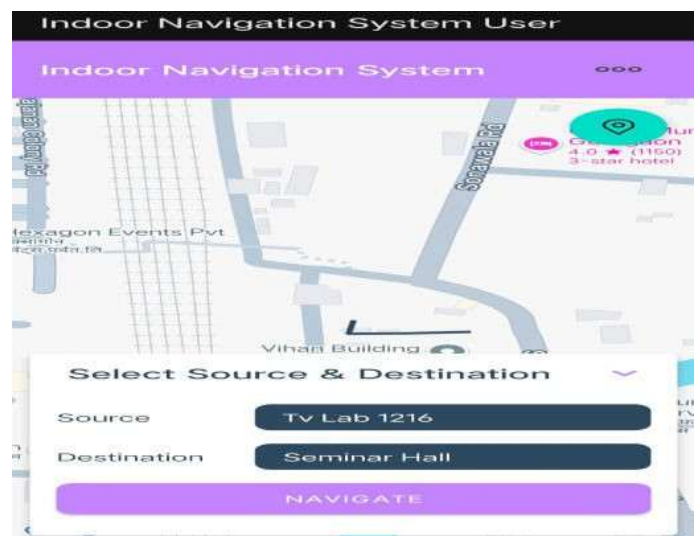 Indoor Navigation System User
Indoor Navigation System
Sonawala Rd
4.0 ★ (1150)
3-star hotel
Hexagon Events Pvt
Vihan Building
Select Source & Destination
Source
Tv Lab 1216
Destination
Seminar Hall
NAVIGATE